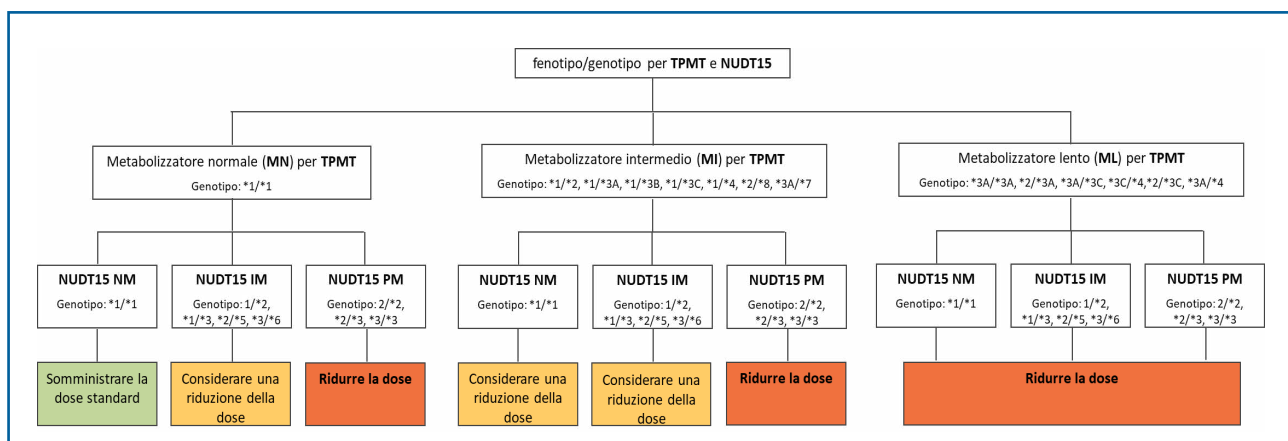 fenotipo/genotipo per TPMT e NUDT15
Metabolizzatore normale (MN) per TPMT
Genotipo: *1/*1
Metabolizzatore intermedio (MI) per TPMT
Genotipo: *1/*2, *1/*3A, *1/*3B, *1/*3C, *1/*4, *2/*8, *3A/*7
Metabolizzatore lento (ML) per TPMT
Genotipo: *3A/*3A, *2/*3A, *3A/*3C, *3C/*4,*2/*3C, *3A/*4
NUDT15 NM
Genotipo: *1/*1
NUDT15 IM
Genotipo: 1/*2,
*1/*3, *2/*5, *3/*6
NUDT15 PM
Genotipo: 2/*2,
*2/*3, *3/*3
NUDT15 NM
Genotipo: *1/*1
NUDT15 IM
Genotipo: 1/*2,
*1/*3, *2/*5, *3/*6
NUDT15 PM
Genotipo: 2/*2,
*2/*3, *3/*3
NUDT15 NM
Genotipo: *1/*1
NUDT15 IM
Genotipo: 1/*2,
*1/*3, *2/*5, *3/*6
NUDT15 PM
Genotipo: 2/*2,
*2/*3, *3/*3
Somministrare la
dose standard
Considerare una
riduzione della
dose
Ridurre la dose
Considerare una
riduzione della
dose
Considerare una
riduzione della
dose
Ridurre la dose
Ridurre la dose